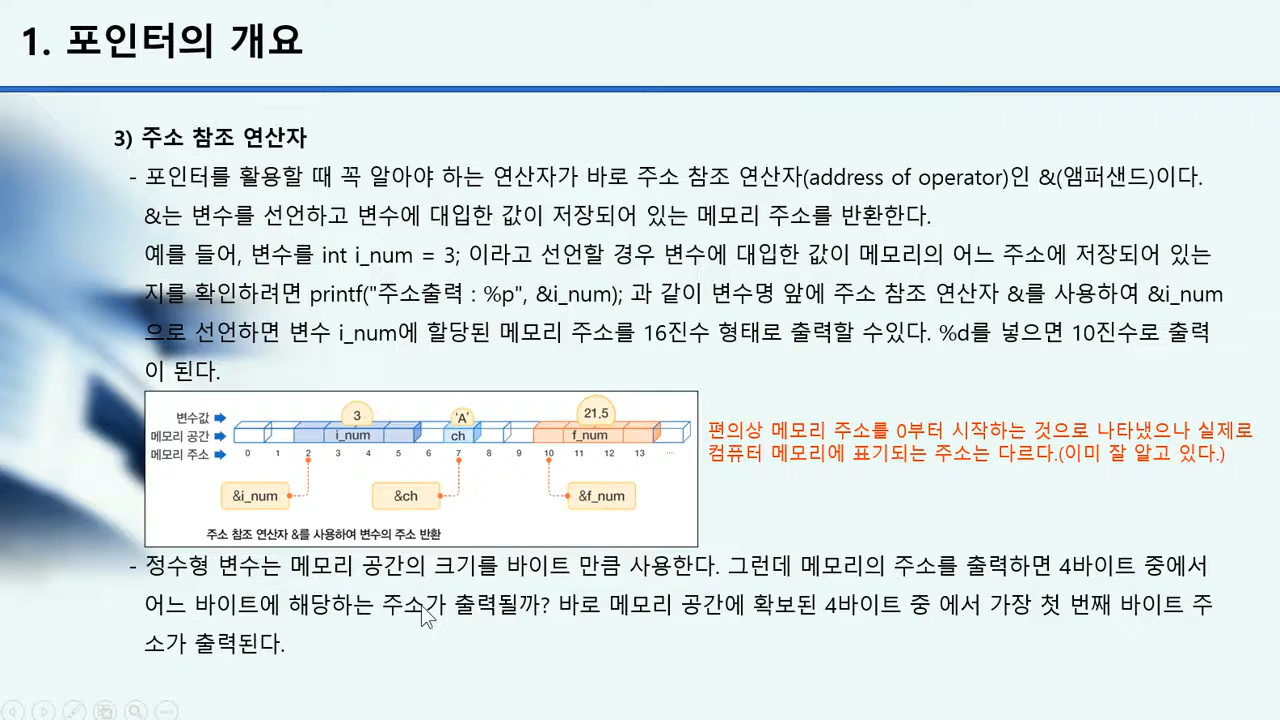 1. 포인터의 개요
3) 주소 참조 연산자
- 포인터를 활용할 때 꼭 알아야 하는 연산자가 바로 주소 참조 연산자(address of operator)인 &(앰퍼샌드)이다.
&는 변수를 선언하고 변수에 대입한 값이 저장되어 있는 메모리 주소를 반환한다.
예를 들어, 변수를 int i_num = 3; 이라고 선언할 경우 변수에 대입한 값이 메모리의 어느 주소에 저장되어 있는
지를 확인하려면 printf("주소출력 : %p", &i_num); 과 같이 변수명 앞에 주소 참조 연산자 &를 사용하여 &i_num
으로 선언하면 변수 i_num에 할당된 메모리 주소를 16진수 형태로 출력할 수있다. %d를 넣으면 10진수로 출력
이 된다.
변수값 3 'A' 21.5
메모리 공간 i_num ch f_num
메모리 주소 0 1 2 3 4 5 6 7 8 9 10 11 12 13 ...
&i_num &ch &f_num
주소 참조 연산자 &를 사용하여 변수의 주소 반환
편의상 메모리 주소를 0부터 시작하는 것으로 나타냈으나 실제로
컴퓨터 메모리에 표기되는 주소는 다르다.(이미 잘 알고 있다.)
- 정수형 변수는 메모리 공간의 크기를 바이트 만큼 사용한다. 그런데 메모리의 주소를 출력하면 4바이트 중에서
어느 바이트에 해당하는 주소가 출력될까? 바로 메모리 공간에 확보된 4바이트 중 에서 가장 첫 번째 바이트 주
소가 출력된다.